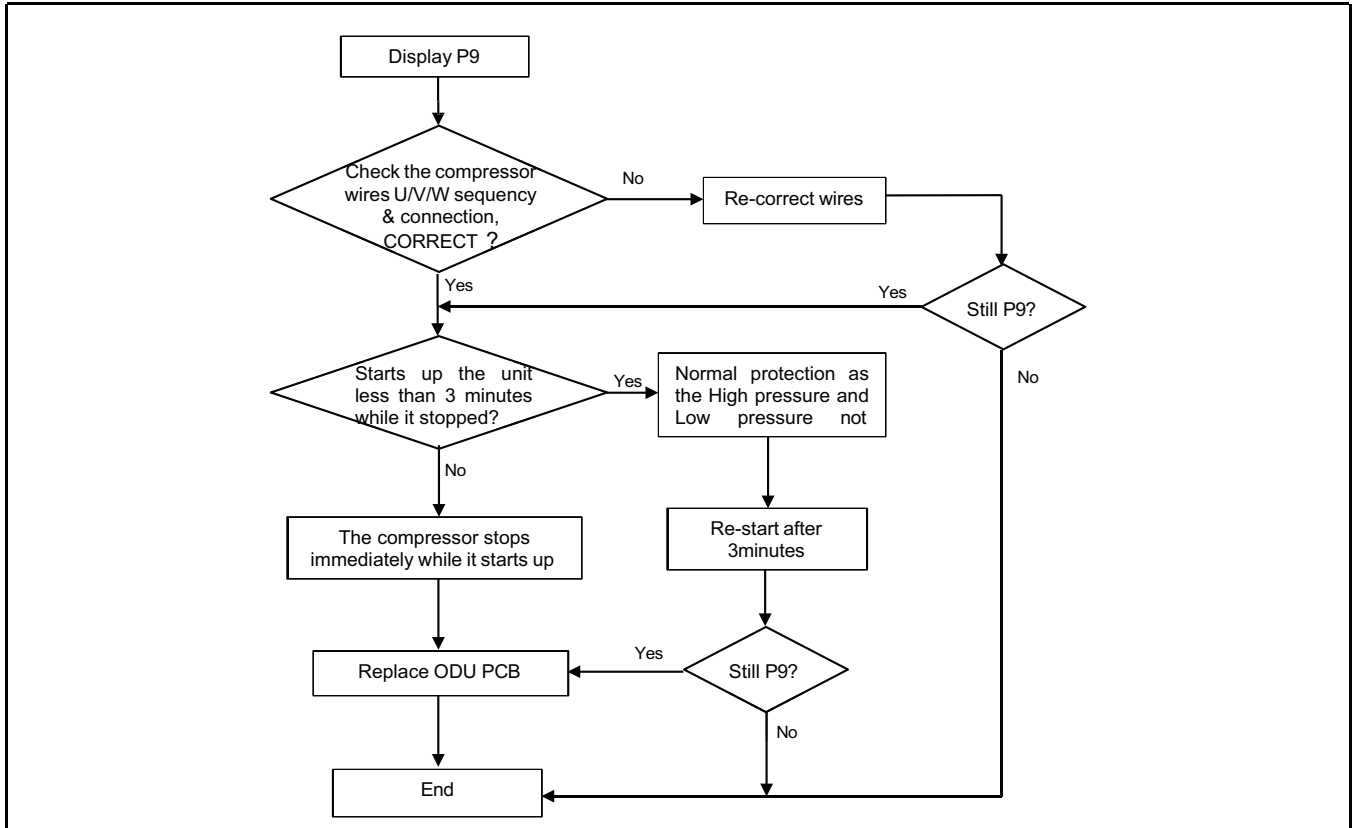 Display P9
Check the compressor
wires U/V/W sequency
& connection,
CORRECT ?
No
Re-correct wires
Yes
Yes
Still P9?
No
Starts up the unit
less than 3 minutes
while it stopped?
Yes
Normal protection as
the High pressure and
Low pressure not
No
The compressor stops
immediately while it starts up
Re-start after
3minutes
Yes
Replace ODU PCB
Still P9?
No
End